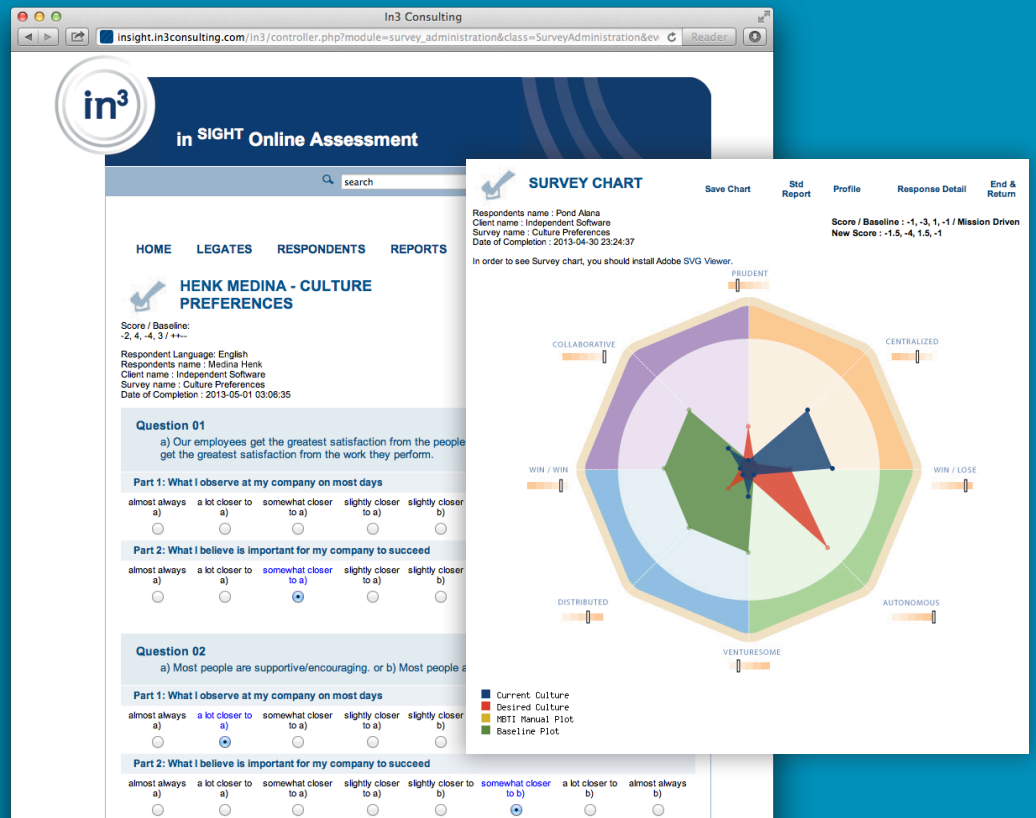 In3 Consulting
insight.in3consulting.com/in3/controller.php?module=survey_administration&class=SurveyAdministration&eve
Reader
in3
in SIGHT Online Assessment
search
HOME LEGATES RESPONDENTS REPORTS
HENK MEDINA - CULTURE
PREFERENCES
Score / Baseline:
-2, 4, -4, 3 / ++--
Respondent Language: English
Respondents name : Medina Henk
Client name : Independent Software
Survey name : Culture Preferences
Date of Completion : 2013-05-01 03:06:35
Question 01
a) Our employees get the greatest satisfaction from the people
get the greatest satisfaction from the work they perform.
Part 1: What I observe at my company on most days
almost always a) a lot closer to a) somewhat closer to a) slightly closer to a) slightly closer b)
Part 2: What I believe is important for my company to succeed
almost always a) a lot closer to a) somewhat closer to a) slightly closer to a) slightly closer b)
Question 02
a) Most people are supportive/encouraging. or b) Most people a
Part 1: What I observe at my company on most days
almost always a) a lot closer to a) somewhat closer to a) slightly closer to a) slightly closer b)
Part 2: What I believe is important for my company to succeed
almost always a) a lot closer to a) somewhat closer to a) slightly closer to a) slightly closer to b) somewhat closer to b) a lot closer to b) almost always b)
SURVEY CHART
Save Chart Std Report Profile Response Detail End & Return
Respondents name : Pond Alana
Client name : Independent Software
Survey name : Culture Preferences
Date of Completion : 2013-04-30 23:24:37
Score / Baseline : -1, -3, 1, -1 / Mission Driven
New Score : -1.5, -4, 1.5, -1
In order to see Survey chart, you should install Adobe SVG Viewer.
PRUDENT
COLLABORATIVE
CENTRALIZED
WIN / WIN
WIN / LOSE
DISTRIBUTED
AUTONOMOUS
VENTURESOME
Current Culture
Desired Culture
MBTI Manual Plot
Baseline Plot